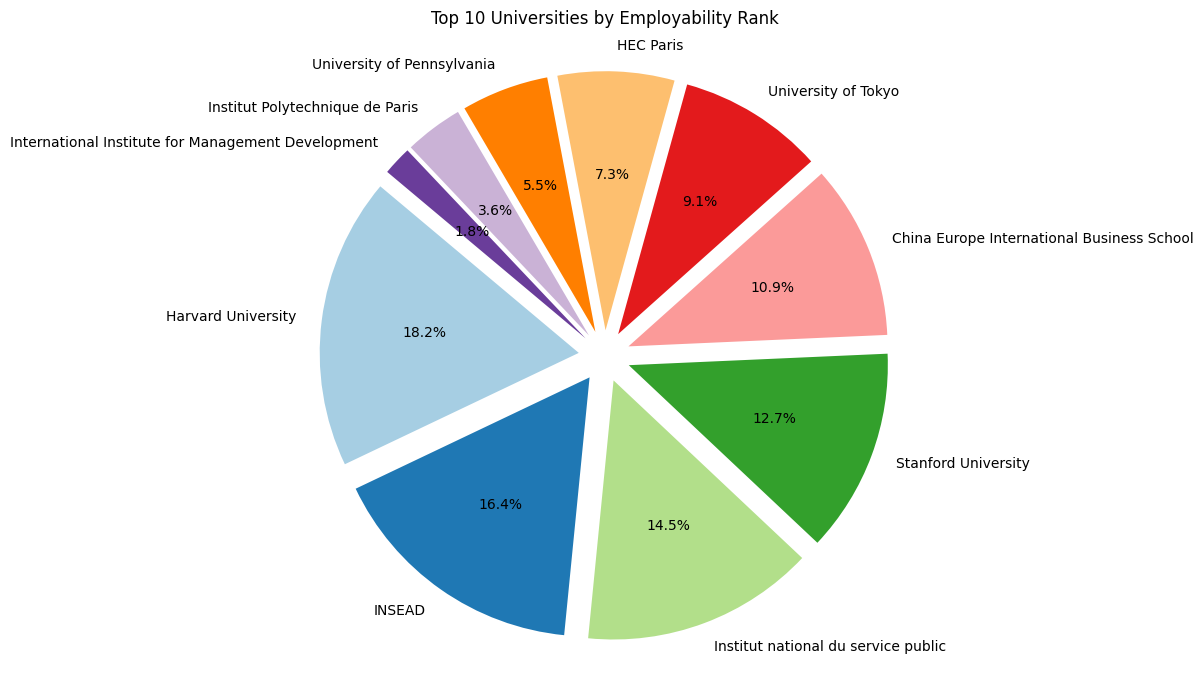 Top 10 Universities by Employability Rank
HEC Paris
University of Pennsylvania
University of Tokyo
Institut Polytechnique de Paris
International Institute for Management Development
7.3%
5.5%
9.1%
3.6%
1.8%
China Europe International Business School
10.9%
Harvard University
18.2%
12.7%
Stanford University
16.4%
14.5%
INSEAD
Institut national du service public